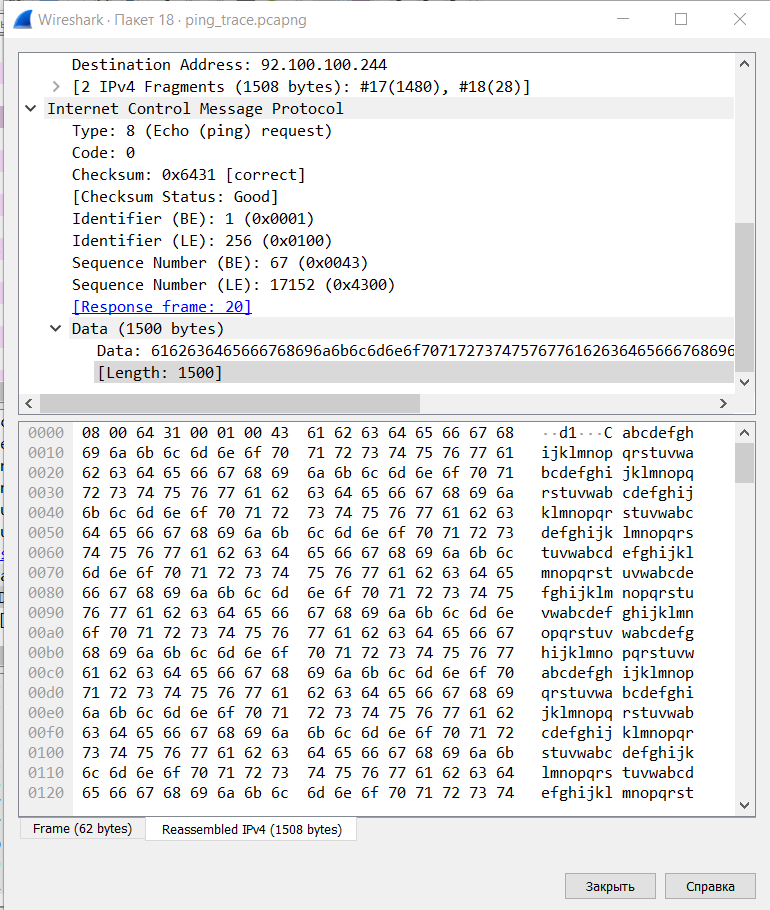 Wireshark · Пакет 18 · ping_trace.pcapng
Destination Address: 92.100.100.244
[2 IPv4 Fragments (1508 bytes): #17(1480), #18(28)]
Internet Control Message Protocol
Type: 8 (Echo (ping) request)
Code: 0
Checksum: 0x6431 [correct]
[Checksum Status: Good]
Identifier (BE): 1 (0x0001)
Identifier (LE): 256 (0x0100)
Sequence Number (BE): 67 (0x0043)
Sequence Number (LE): 17152 (0x4300)
[Response frame: 20]
Data (1500 bytes)
Data: 6162636465666768696a6b6c6d6e6f7071727374757677616263646566676869​6
[Length: 1500]
0000 08 00 64 31 00 01 00 43 61 62 63 64 65 66 67 68 ··d1···C abcdefgh
0010 69 6a 6b 6c 6d 6e 6f 70 71 72 73 74 75 76 77 61 ijklmnop qrstuvwa
0020 62 63 64 65 66 67 68 69 6a 6b 6c 6d 6e 6f 70 71 bcdefghi jklmnopq
0030 72 73 74 75 76 77 61 62 63 64 65 66 67 68 69 6a rstuvwab cdefghij
0040 6b 6c 6d 6e 6f 70 71 72 73 74 75 76 77 61 62 63 klmnopqr stuvwabc
0050 64 65 66 67 68 69 6a 6b 6c 6d 6e 6f 70 71 72 73 defghijk lmnopqrs
0060 74 75 76 77 61 62 63 64 65 66 67 68 69 6a 6b 6c tuvwabcd efghijkl
0070 6d 6e 6f 70 71 72 73 74 75 76 77 61 62 63 64 65 mnopqrst uvwabcde
0080 66 67 68 69 6a 6b 6c 6d 6e 6f 70 71 72 73 74 75 fghijklm nopqrstu
0090 76 77 61 62 63 64 65 66 67 68 69 6a 6b 6c 6d 6e vwabcdef ghijklmn
00a0 6f 70 71 72 73 74 75 76 77 61 62 63 64 65 66 67 opqrstuv wabcdefg
00b0 68 69 6a 6b 6c 6d 6e 6f 70 71 72 73 74 75 76 77 hijklmno pqrstuvw
00c0 61 62 63 64 65 66 67 68 69 6a 6b 6c 6d 6e 6f 70 abcdefgh ijklmnop
00d0 71 72 73 74 75 76 77 61 62 63 64 65 66 67 68 69 qrstuvwa bcdefghi
00e0 6a 6b 6c 6d 6e 6f 70 71 72 73 74 75 76 77 61 62 jklmnopq rstuvwab
00f0 63 64 65 66 67 68 69 6a 6b 6c 6d 6e 6f 70 71 72 cdefghij klmnopqr
0100 73 74 75 76 77 61 62 63 64 65 66 67 68 69 6a 6b stuvwabc defghijk
0110 6c 6d 6e 6f 70 71 72 73 74 75 76 77 61 62 63 64 lmnopqrs tuvwabcd
0120 65 66 67 68 69 6a 6b 6c 6d 6e 6f 70 71 72 73 74 efghijkl mnopqrst
Frame (62 bytes) Reassembled IPv4 (1508 bytes)
Закрыть Справка